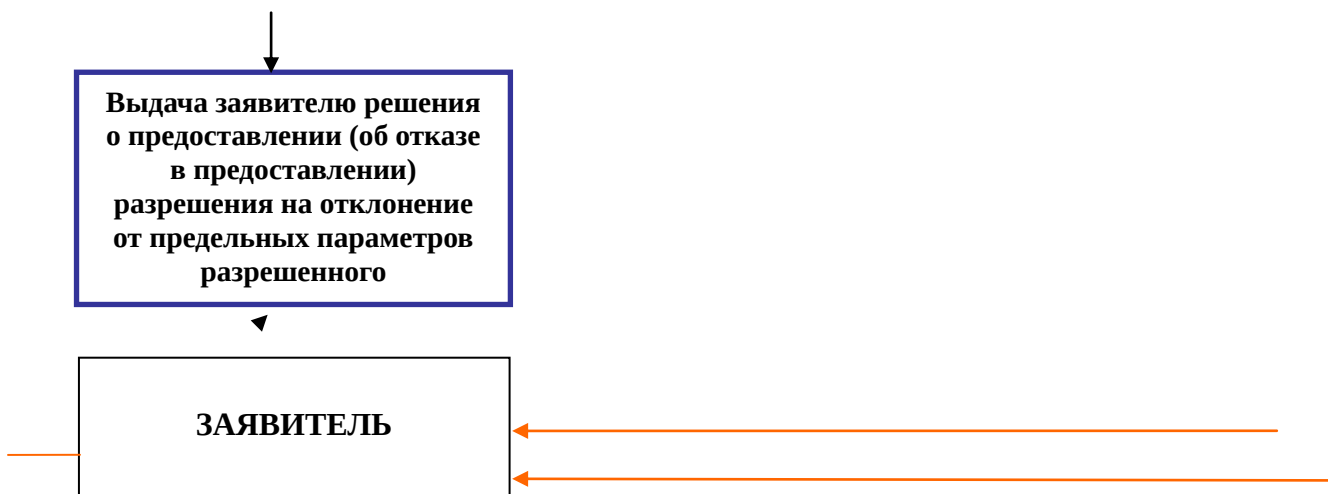 Выдача заявителю решения
о предоставлении (об отказе
в предоставлении)
разрешения на отклонение
от предельных параметров
разрешенного
ЗАЯВИТЕЛЬ